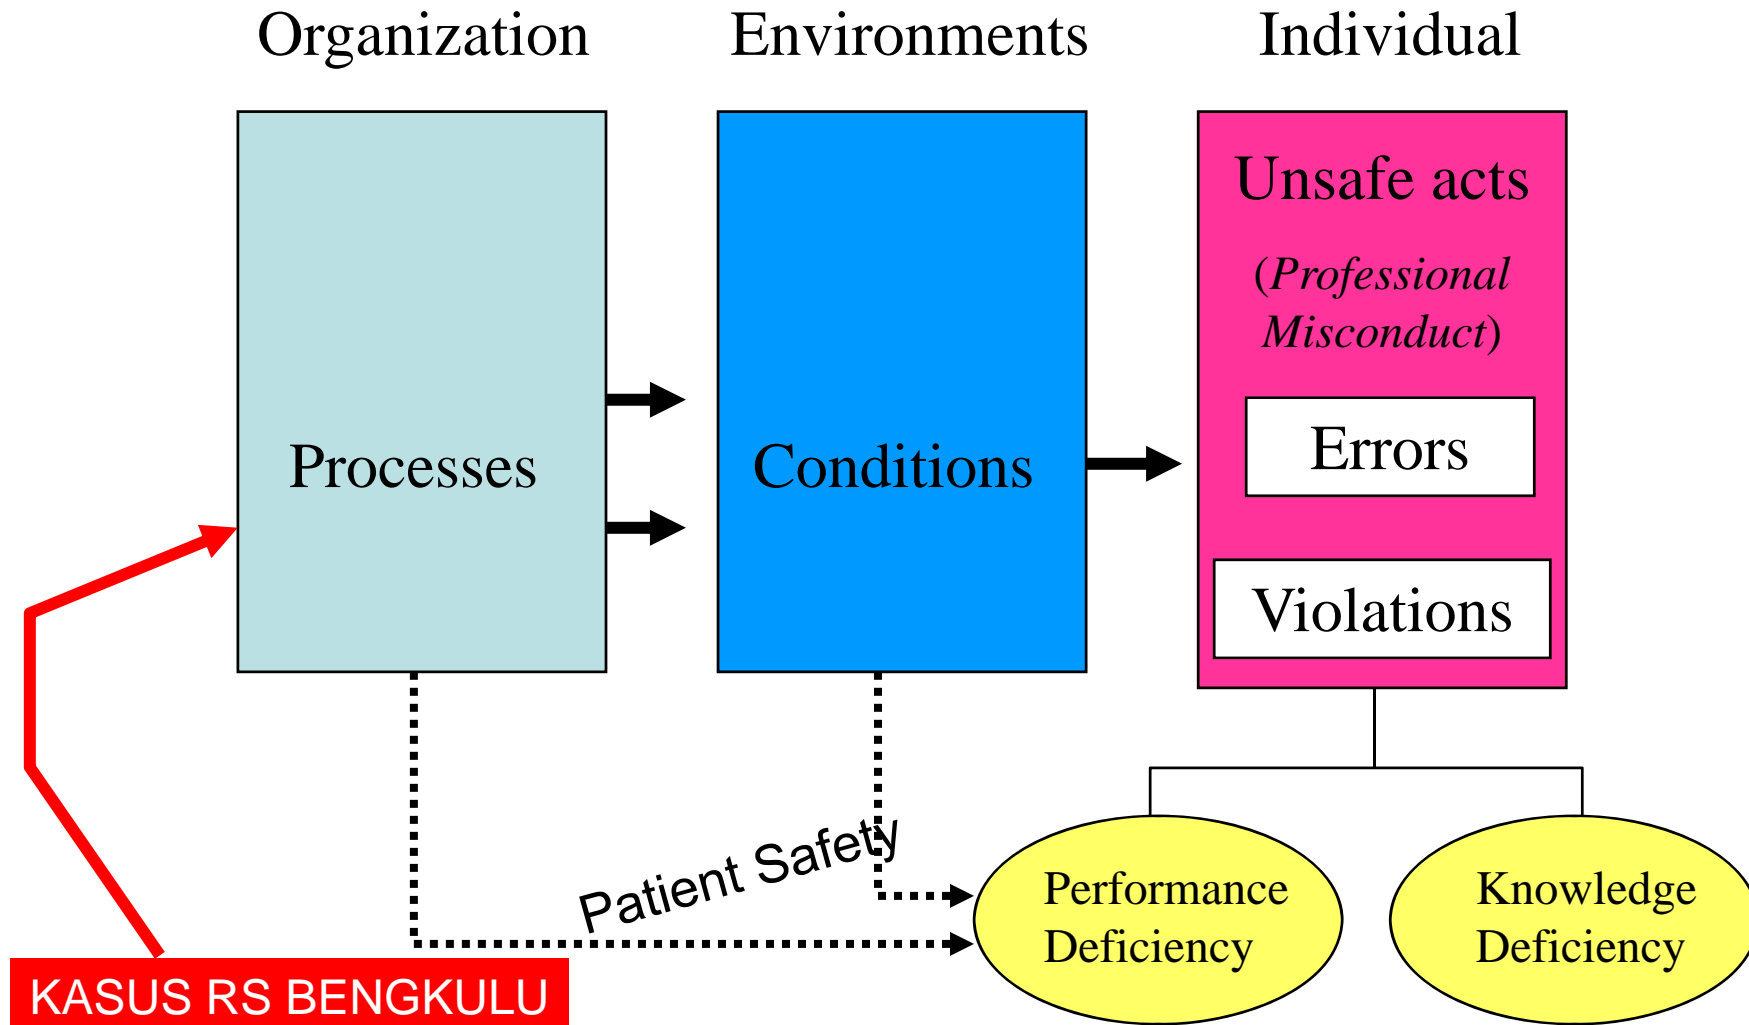 Organization
Environments
Individual
Processes
Conditions
Unsafe acts
(Professional
Misconduct)
Errors
Violations
Patient Safety
Performance
Deficiency
Knowledge
Deficiency
KASUS RS BENGKULU